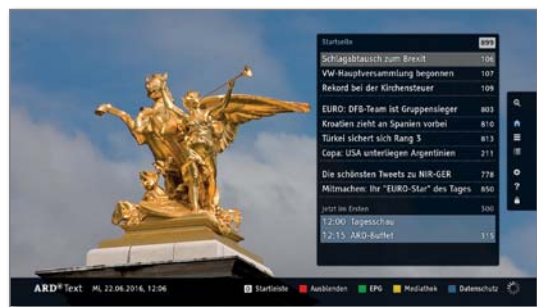 Startseite 899
Schlagabtausch zum Brexit 106
VW-Hauptversammlung begonnen 107
Rekord bei der Kirchensteuer 109
EURO: DFB-Team ist Gruppensieger 803
Kroatien zieht an Spanien vorbei 810
Türkei sichert sich Rang 3 813
Copa: USA unterliegen Argentinien 211
Die schönsten Tweets zu NIR-GER 778
Mitmachen: Ihr "EURO-Star" des Tages 850
Jetzt im Ersten 300
12:00 Tagesschau
12:15 ARD-Buffet 315
ARD Text Mi, 22.06.2016, 12:06 0 Startleiste Ausblenden EPG Mediathek Datenschutz